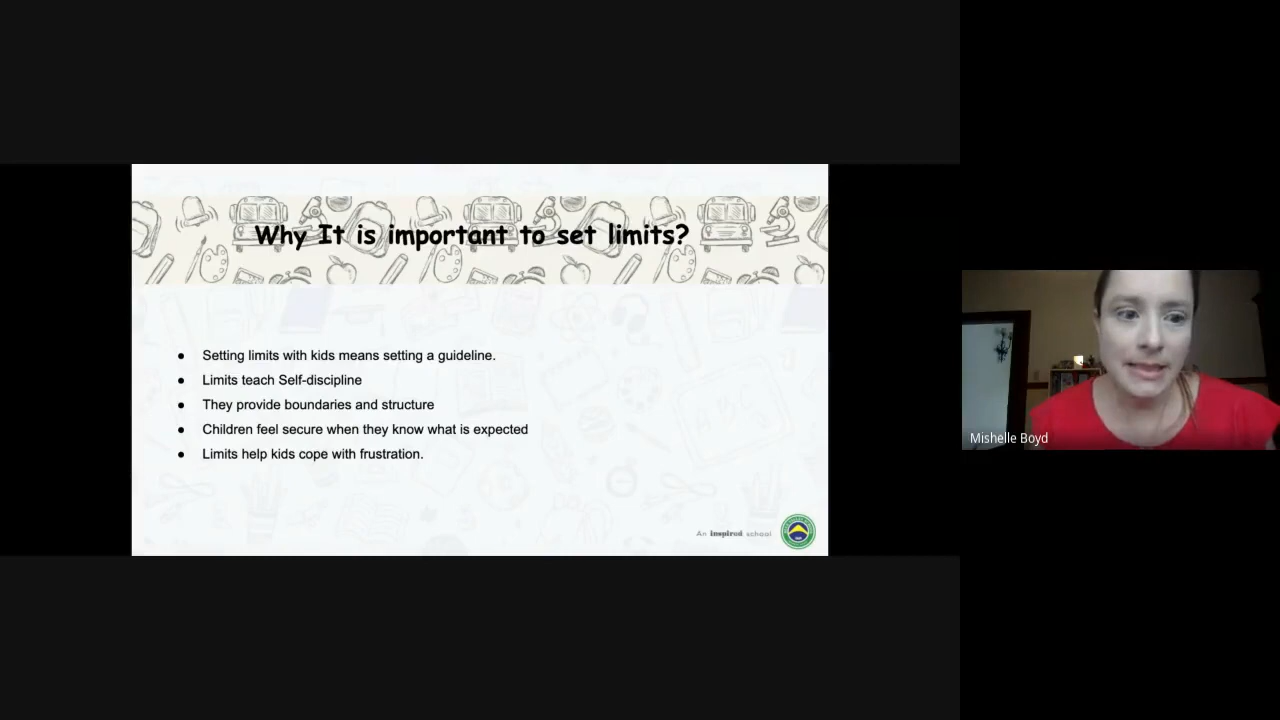 Why It is important to set limits?
● Setting limits with kids means setting a guideline.
● Limits teach Self-discipline
● They provide boundaries and structure
● Children feel secure when they know what is expected
● Limits help kids cope with frustration.
An inspired school
Mishelle Boyd